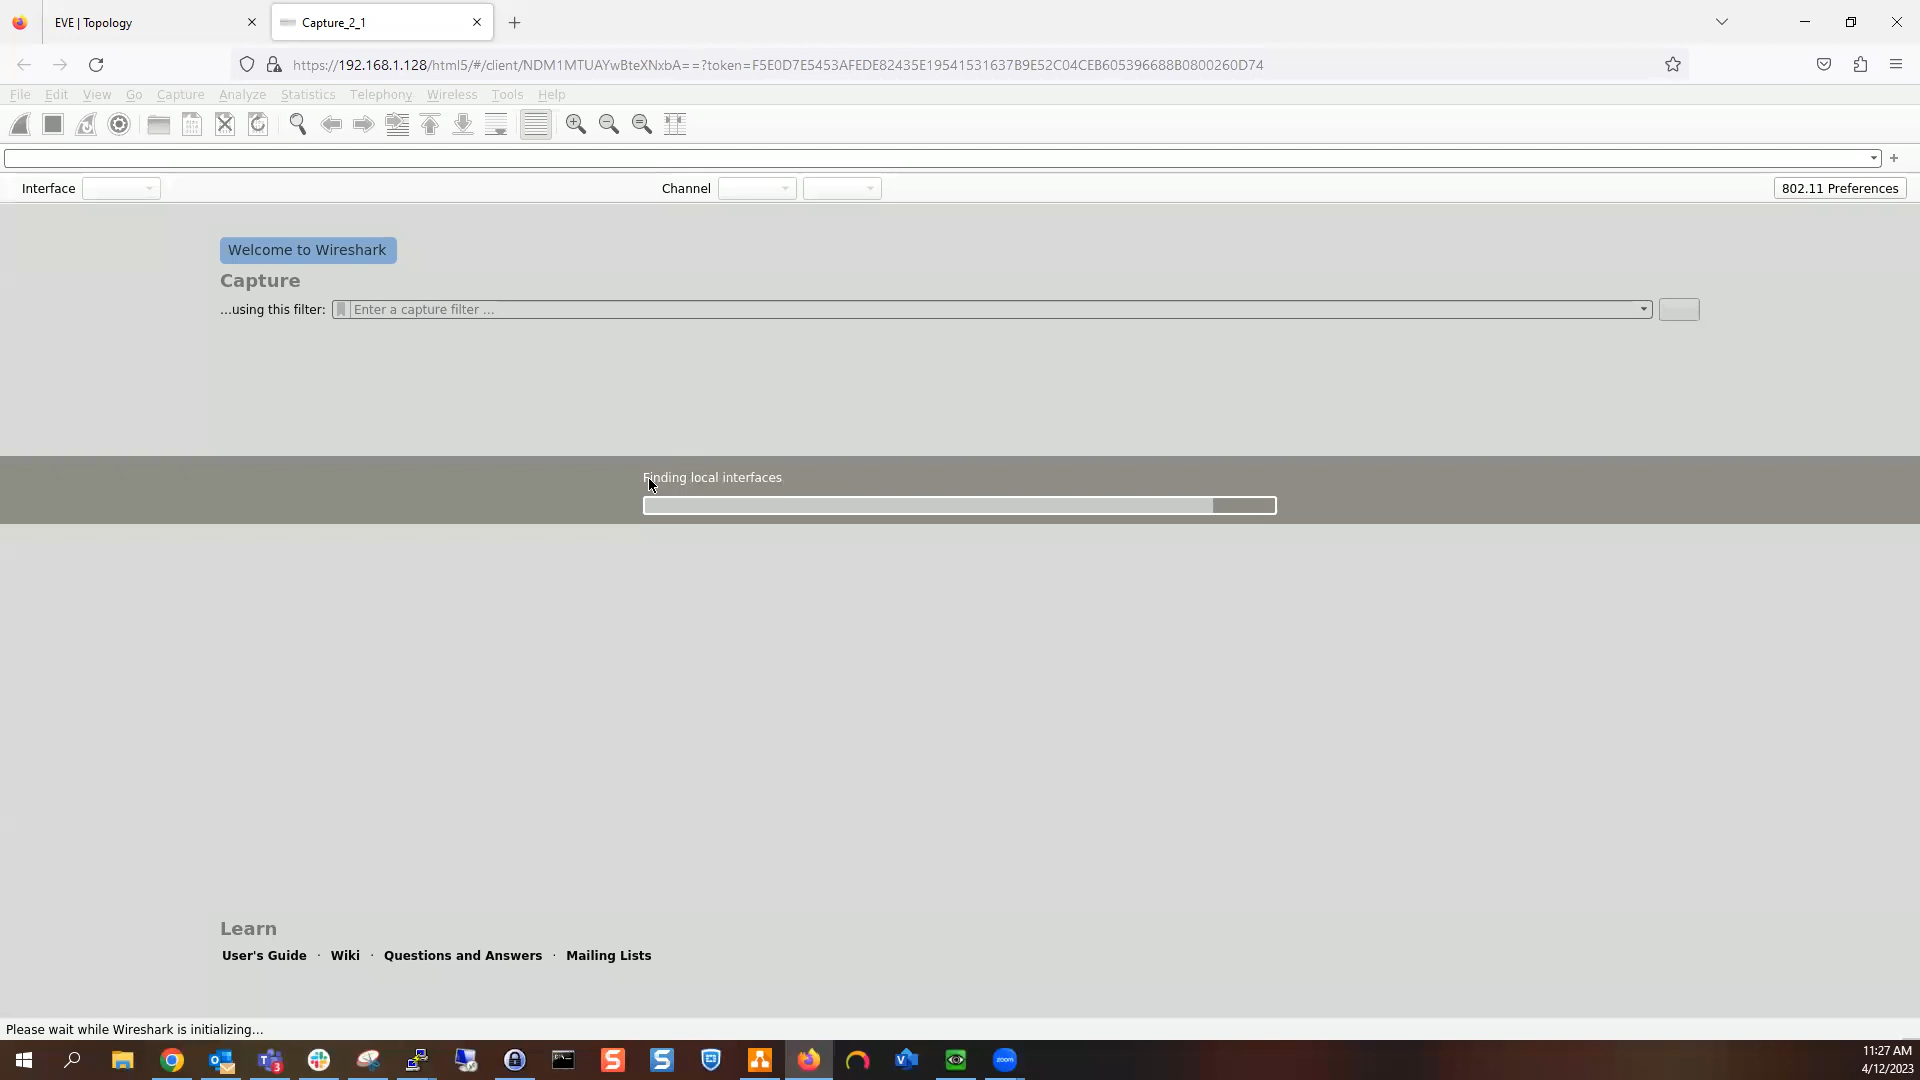 EVE | Topology
Capture_2_1
https://192.168.1.128/html5/#/client/NDM1MTUAYwBteXNxbA==?token=F5E0D7E5453AFEDE82435E19541531637B9E52C04CEB605396688B0800260D74
File Edit View Go Capture Analyze Statistics Telephony Wireless Tools Help
Interface Channel 802.11 Preferences
Welcome to Wireshark
Capture
...using this filter: Enter a capture filter ...
Finding local interfaces
Learn
User's Guide · Wiki · Questions and Answers · Mailing Lists
Please wait while Wireshark is initializing...
11:27 AM
4/12/2023